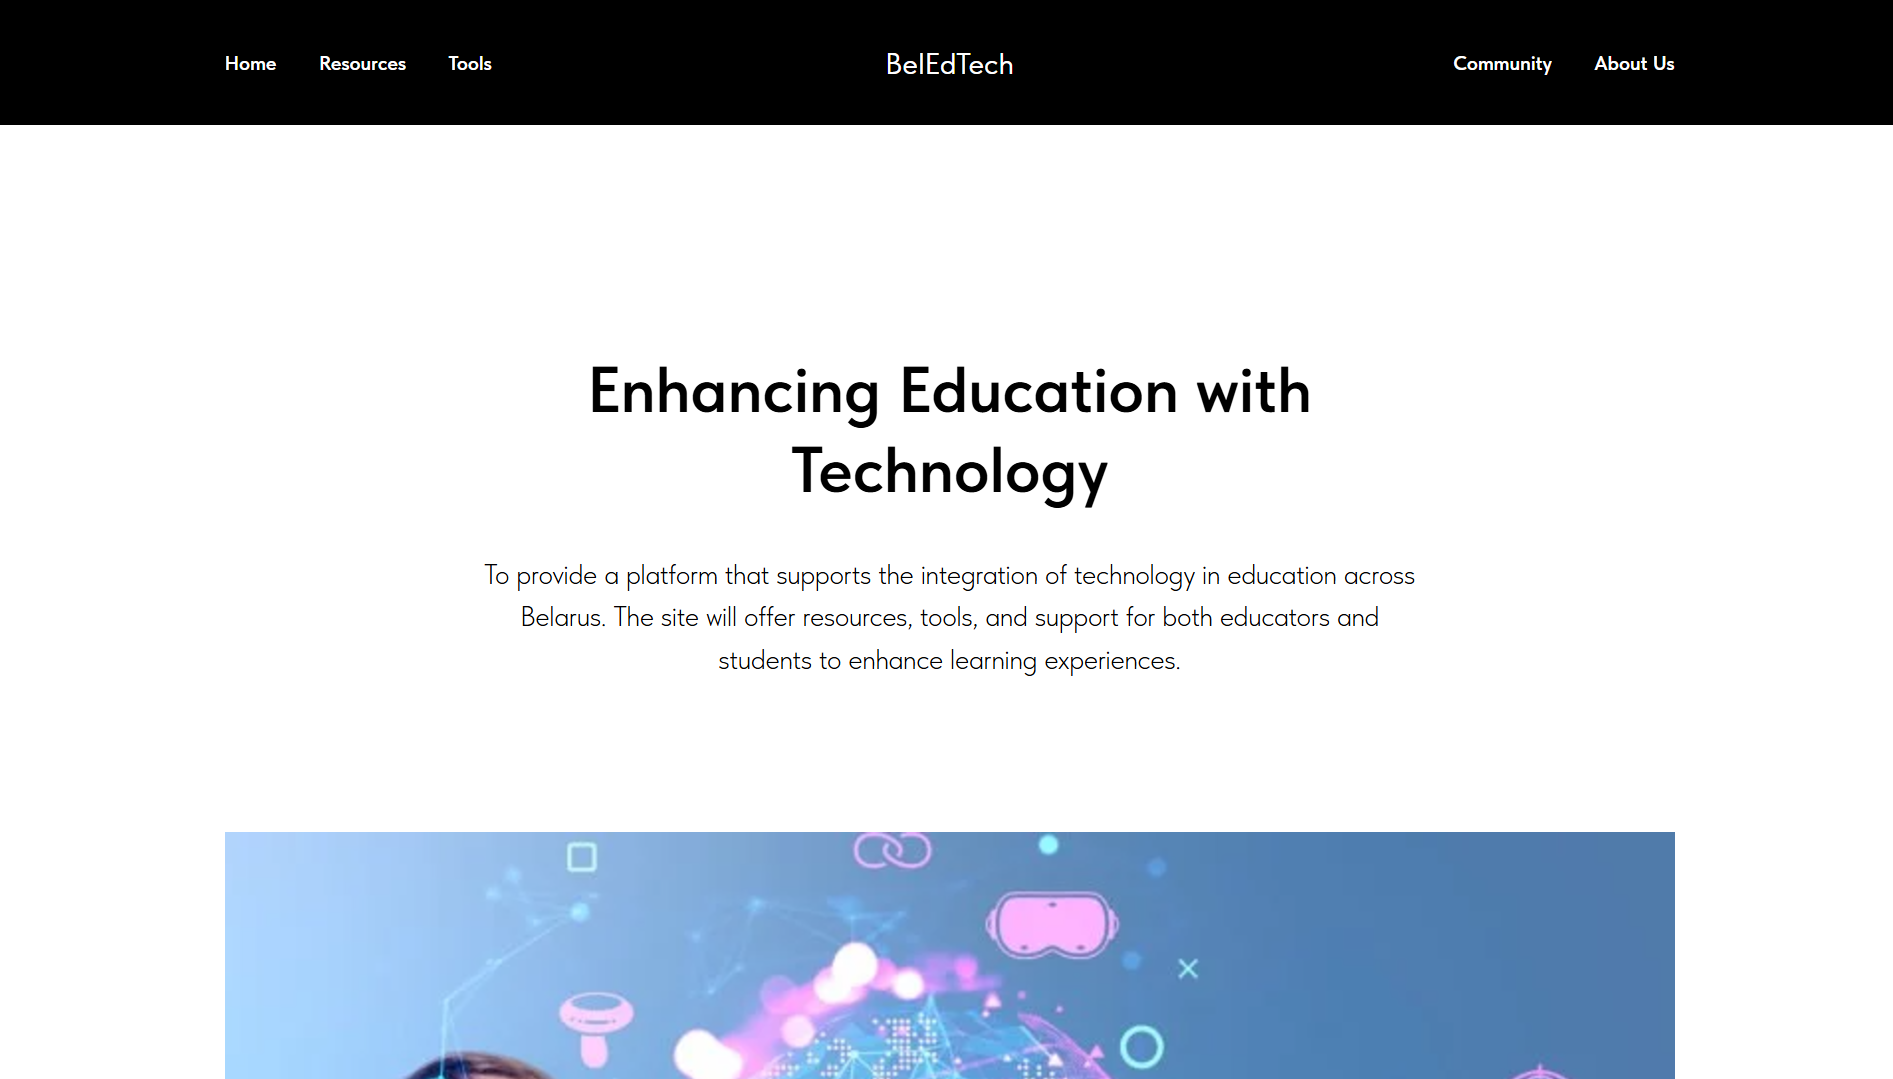 Home Resources Tools BelEdTech Community About Us
Enhancing Education with
Technology
To provide a platform that supports the integration of technology in education across
Belarus. The site will offer resources, tools, and support for both educators and
students to enhance learning experiences.